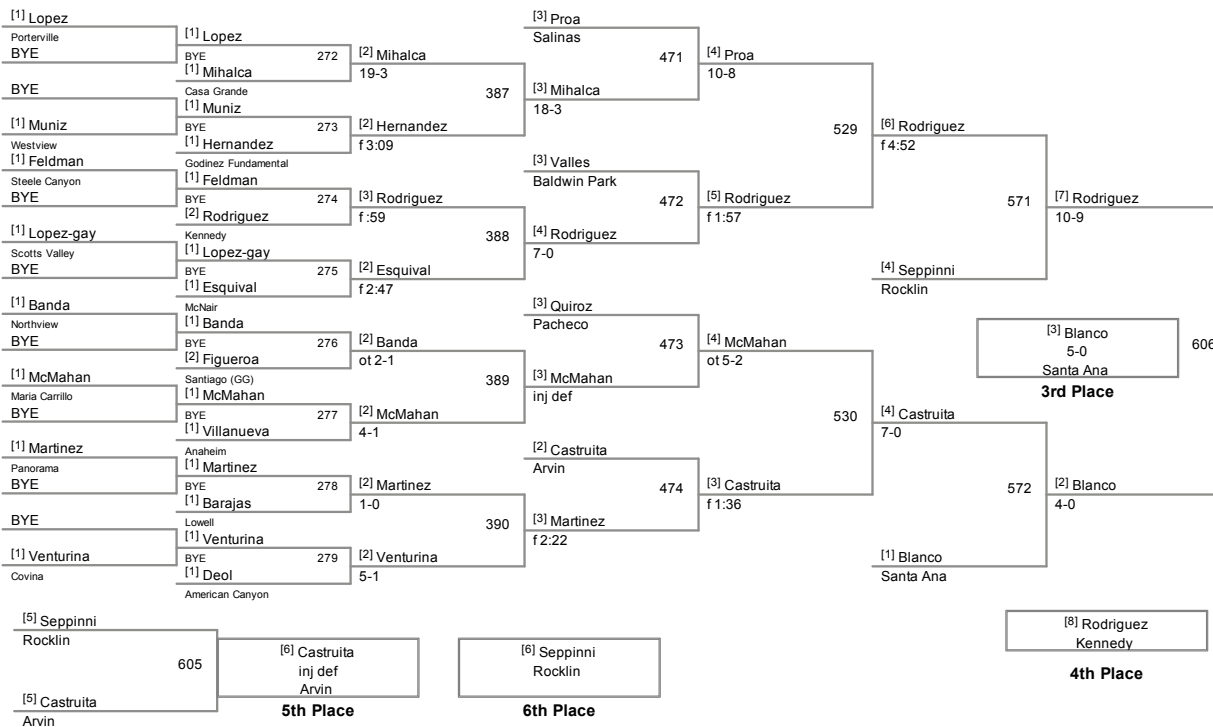 [1] Lopez
Porterville
BYE
BYE
[1] Muniz
Westview
[1] Feldman
Steele Canyon
BYE
[1] Lopez-gay
Scotts Valley
BYE
[1] Banda
Northview
BYE
[1] McMahan
Maria Carrillo
BYE
[1] Martinez
Panorama
BYE
BYE
[1] Venturina
Covina
[1] Lopez
BYE 272
[1] Mihalca
Casa Grande
[1] Muniz
BYE 273
[1] Hernandez
Godinez Fundamental
[1] Feldman
BYE 274
[2] Rodriguez
Kennedy
[1] Lopez-gay
BYE 275
[1] Esquival
McNair
[1] Banda
BYE 276
[2] Figueroa
Santiago (GG)
[1] McMahan
BYE 277
[1] Villanueva
Anaheim
[1] Martinez
BYE 278
[1] Barajas
Lowell
[1] Venturina
BYE 279
[1] Deol
American Canyon
[2] Mihalca
19-3
387
[2] Hernandez
f 3:09
[3] Rodriguez
f :59
388
[2] Esquival
f 2:47
[2] Banda
ot 2-1
389
[2] McMahan
4-1
[2] Martinez
1-0
390
[2] Venturina
5-1
[3] Proa
Salinas
471
[3] Mihalca
18-3
[3] Valles
Baldwin Park
472
[4] Rodriguez
7-0
[3] Quiroz
Pacheco
473
[3] McMahan
inj def
[2] Castruita
Arvin
474
[3] Martinez
f 2:22
[4] Proa
10-8
529
[5] Rodriguez
f 1:57
[4] McMahan
ot 5-2
530
[3] Castruita
f 1:36
[6] Rodriguez
f 4:52
571
[4] Seppinni
Rocklin
[4] Castruita
7-0
572
[1] Blanco
Santa Ana
[7] Rodriguez
10-9
[3] Blanco
5-0
Santa Ana
606
3rd Place
[2] Blanco
4-0
[8] Rodriguez
Kennedy
4th Place
[5] Seppinni
Rocklin
605
[5] Castruita
Arvin
[6] Castruita
inj def
Arvin
5th Place
[6] Seppinni
Rocklin
6th Place